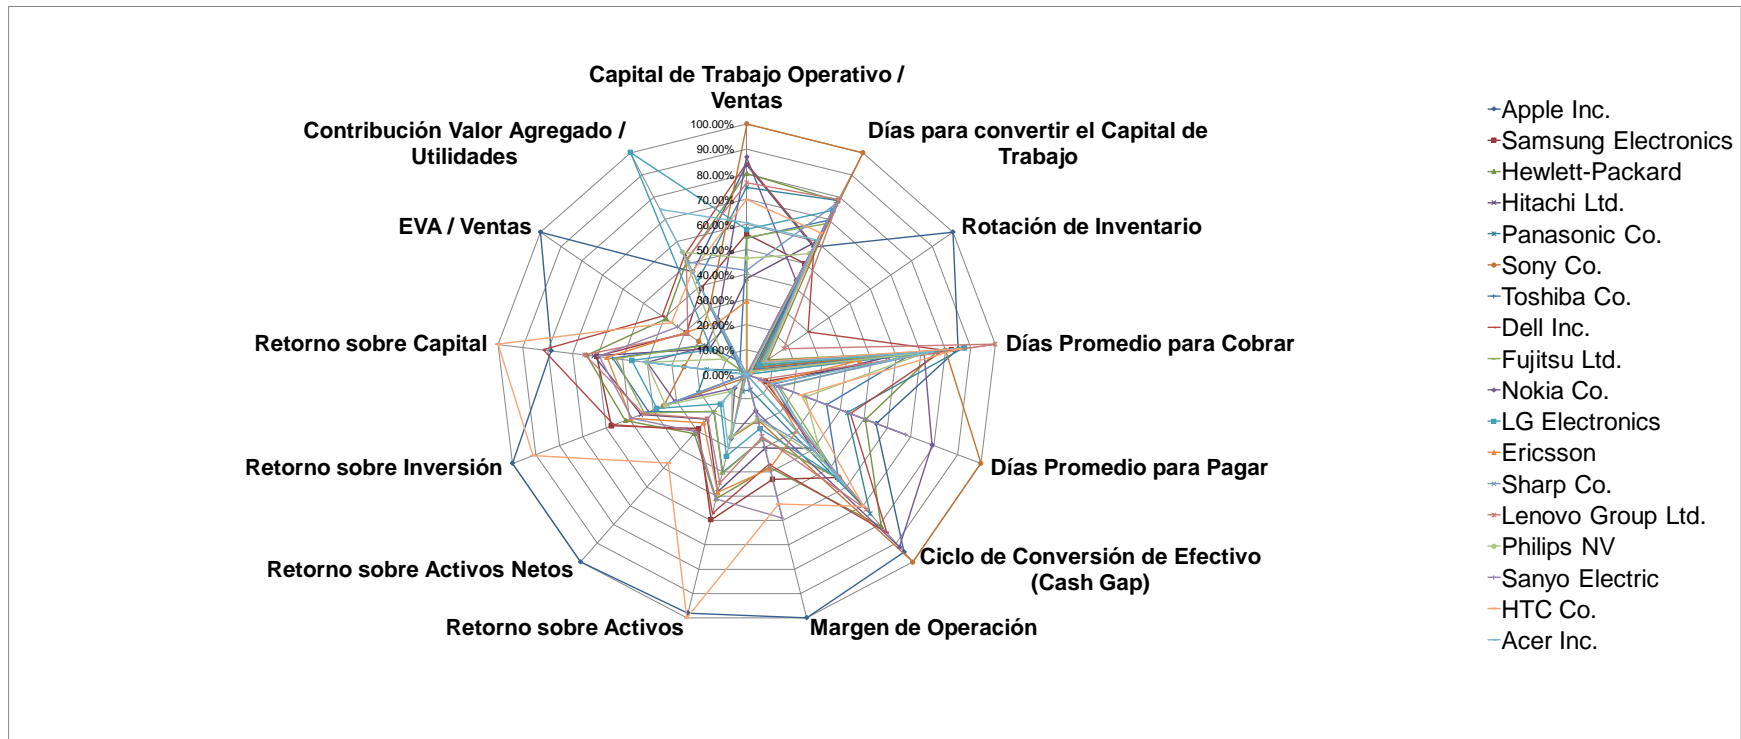 Capital de Trabajo Operativo /
Ventas
Contribución Valor Agregado /
Utilidades
Días para convertir el Capital de
Trabajo
EVA / Ventas
Rotación de Inventario
Retorno sobre Capital
Días Promedio para Cobrar
Retorno sobre Inversión
Días Promedio para Pagar
Retorno sobre Activos Netos
Ciclo de Conversión de Efectivo
(Cash Gap)
Retorno sobre Activos
Margen de Operación
100.00%
90.00%
80.00%
70.00%
60.00%
50.00%
40.00%
30.00%
20.00%
10.00%
0.00%
Apple Inc.
Samsung Electronics
Hewlett-Packard
Hitachi Ltd.
Panasonic Co.
Sony Co.
Toshiba Co.
Dell Inc.
Fujitsu Ltd.
Nokia Co.
LG Electronics
Ericsson
Sharp Co.
Lenovo Group Ltd.
Philips NV
Sanyo Electric
HTC Co.
Acer Inc.